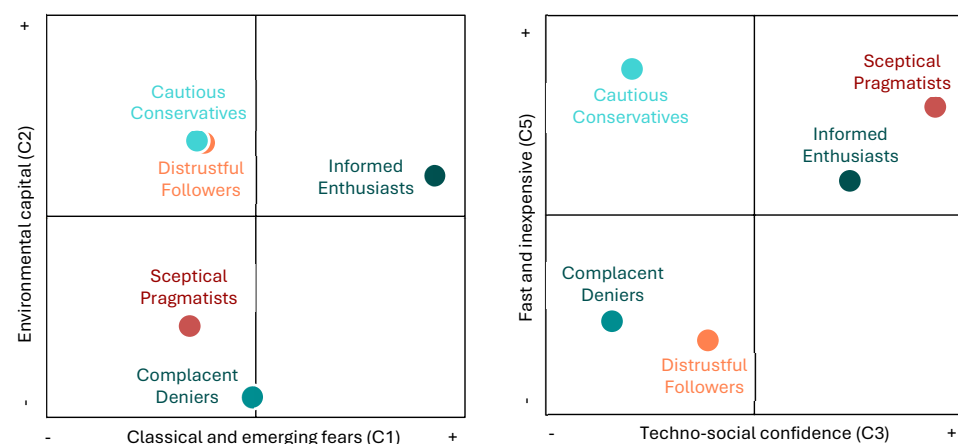 +
Cautious
Conservatives
Distrustful
Followers
Informed
Enthusiasts
Sceptical
Pragmatists
Complacent
Deniers
Environmental capital (C2)
-
-
Classical and emerging fears (C1)
+
+
Sceptical
Pragmatists
Cautious
Conservatives
Informed
Enthusiasts
Complacent
Deniers
Distrustful
Followers
Fast and inexpensive (C5)
-
-
Techno-social confidence (C3)
+